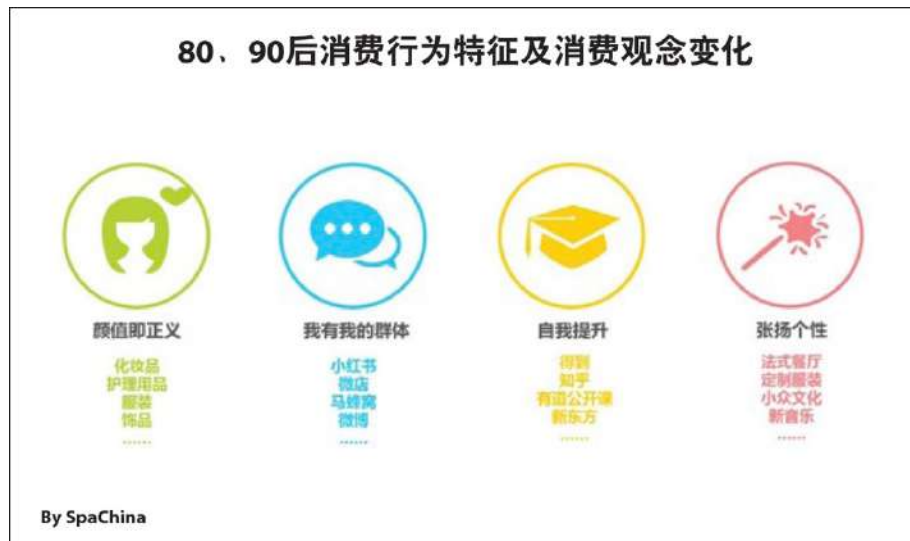 80、90后消费行为特征及消费观念变化
颜值即正义
化妆品
护理用品
服装
饰品
......
我有我的群体
小红书
微店
马蜂窝
微博
......
自我提升
得到
知乎
有道公开课
新东方
......
张扬个性
法式餐厅
定制服装
小众文化
新音乐
......
By SpaChina